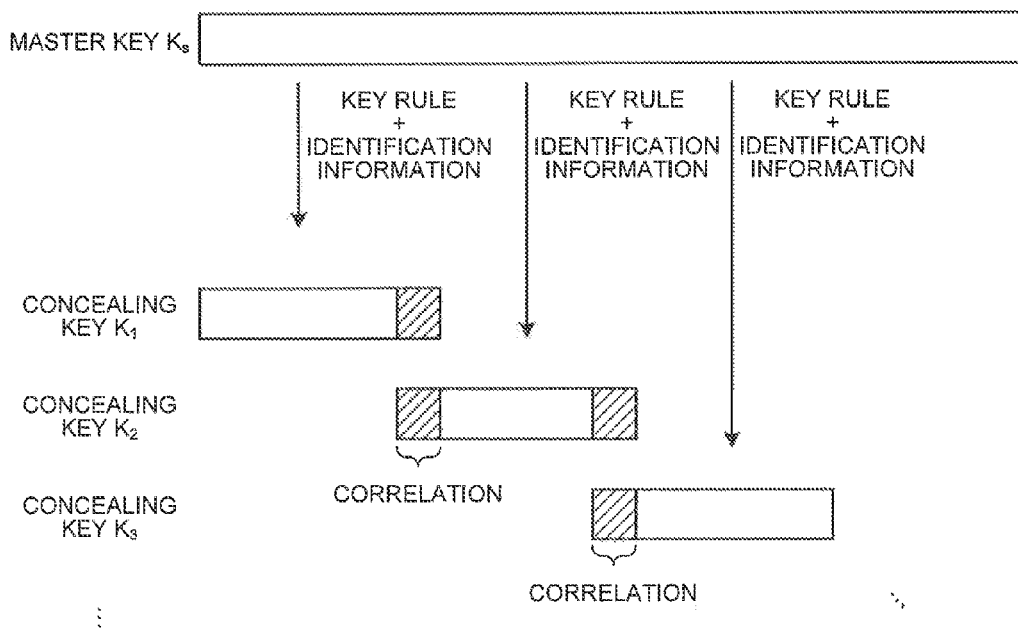 MASTER KEY Ks
KEY RULE
+
IDENTIFICATION
INFORMATION
KEY RULE
+
IDENTIFICATION
INFORMATION
KEY RULE
+
IDENTIFICATION
INFORMATION
CONCEALING
KEY K1
CONCEALING
KEY K2
CORRELATION
CONCEALING
KEY K3
CORRELATION